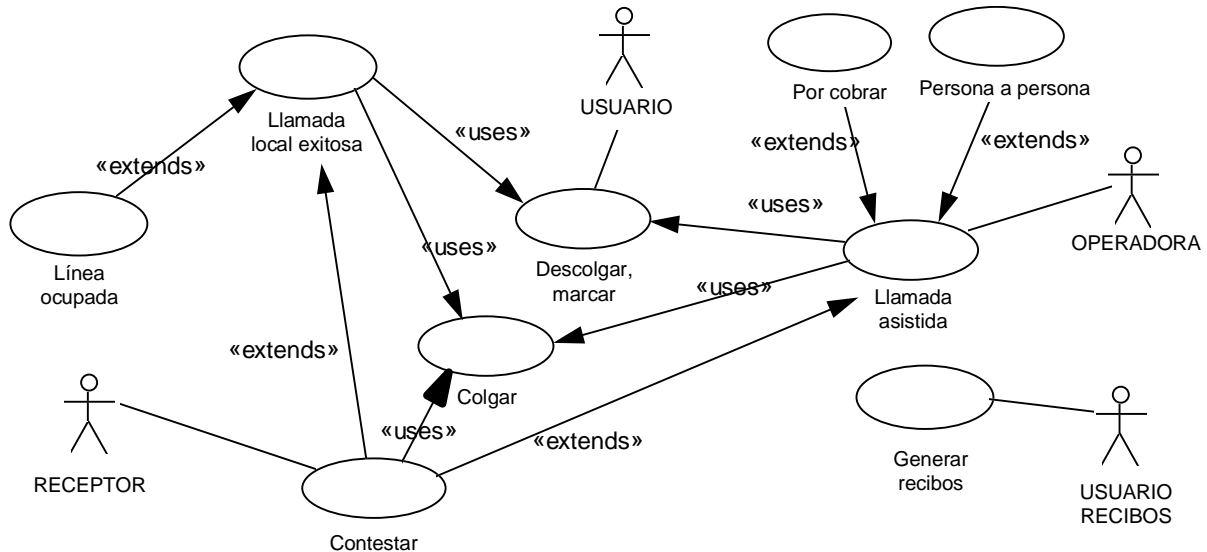 Por cobrar
Persona a persona
USUARIO
Llamada
local exitosa
«uses»
«extends»
«extends»
«extends»
«uses»
OPERADORA
Línea
ocupada
«uses»
Descolgar,
marcar
«uses»
Llamada
asistida
«extends»
Colgar
RECEPTOR
«uses»
«extends»
Generar
recibos
USUARIO
RECIBOS
Contestar